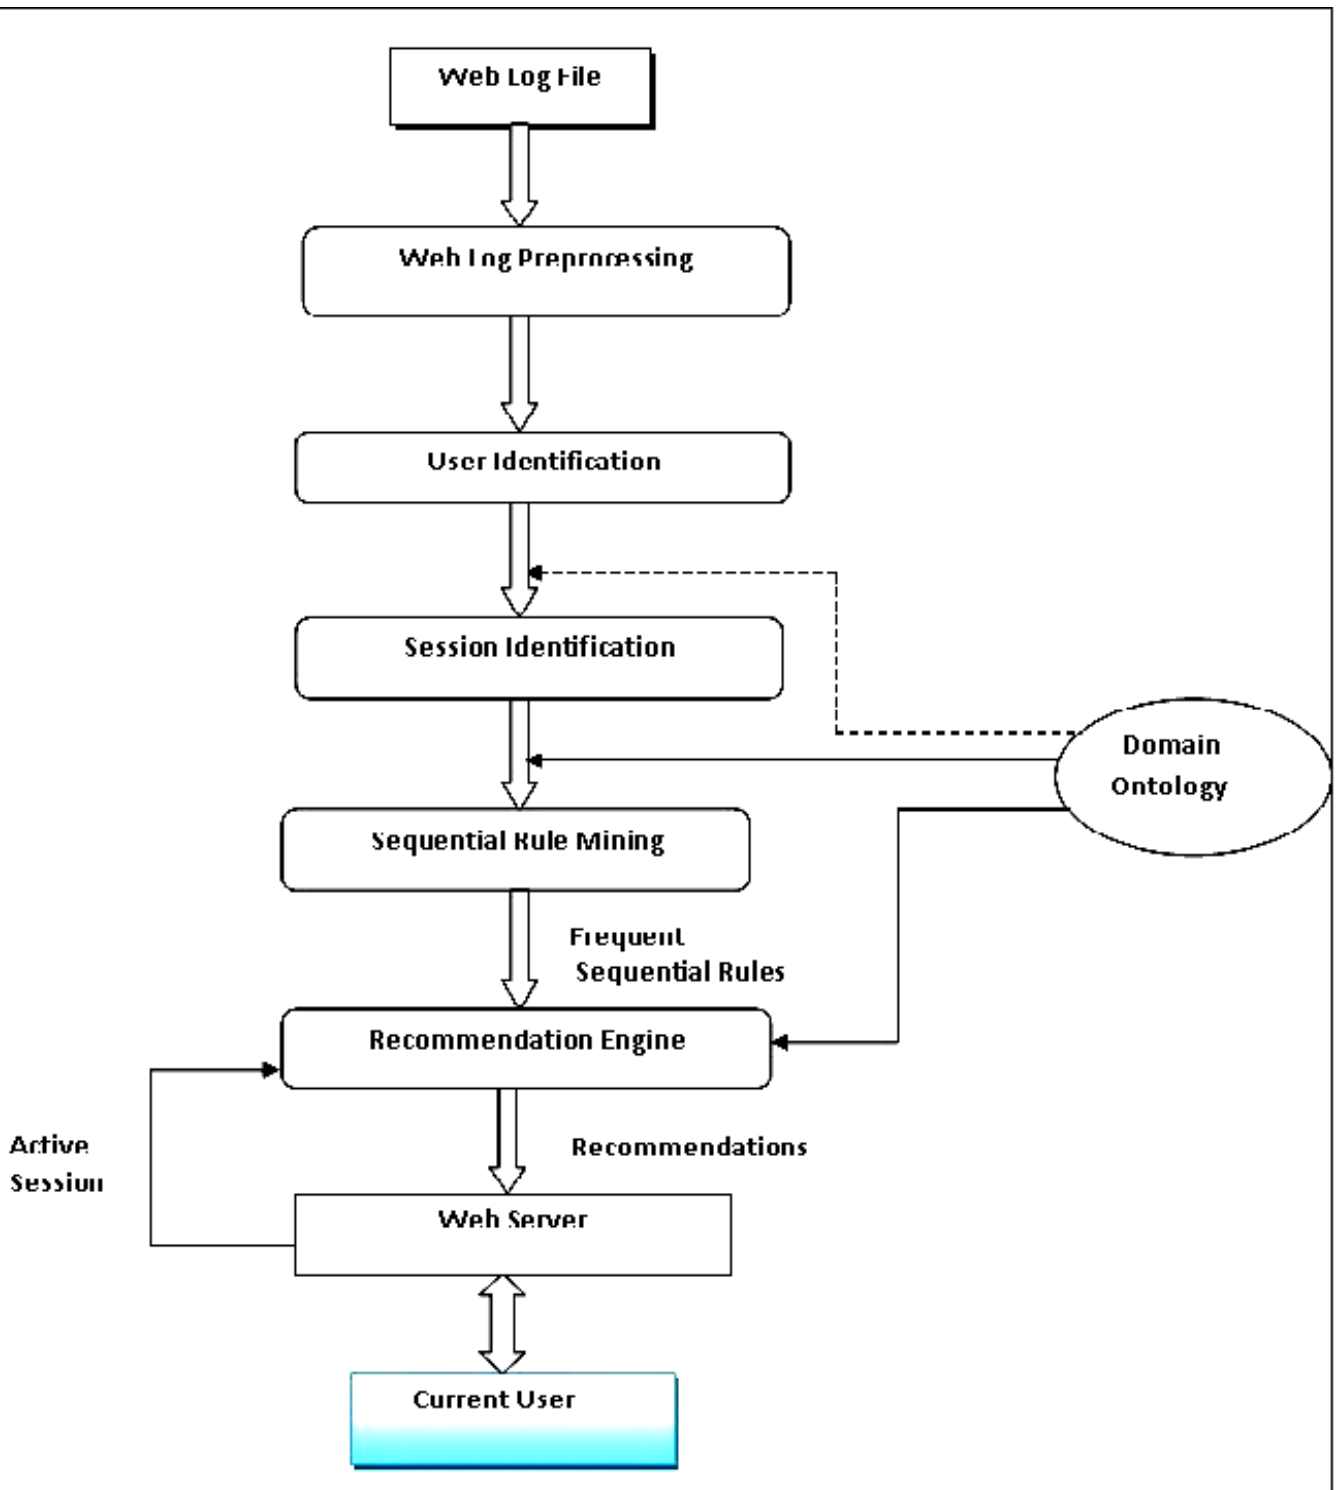 Web Log File
Web Log Preprocessing
User Identification
Session Identification
Domain
Ontology
Sequential Rule Mining
Frequent
Sequential Rules
Recommendation Engine
Active
Session
Recommendations
Web Server
Current User